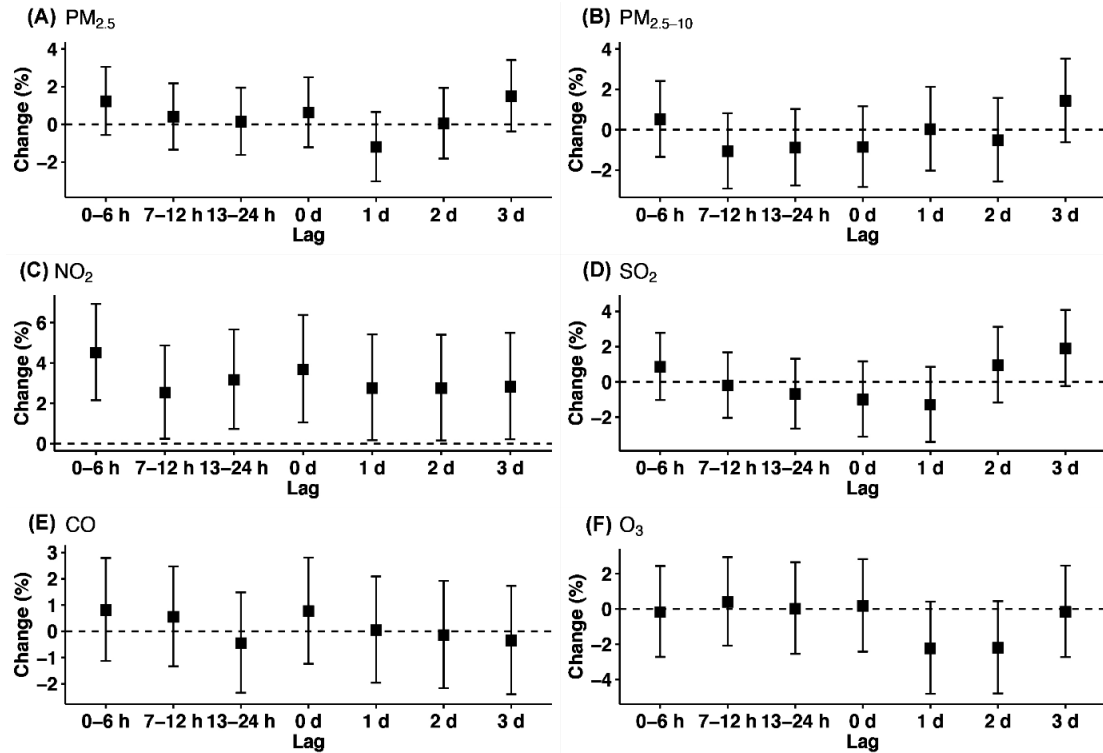 (A) PM2.5
Change (%)
4
2
0
−2
0–6 h 7–12 h 13–24 h 0 d 1 d 2 d 3 d
Lag
(B) PM2.5–10
Change (%)
4
2
0
−2
0–6 h 7–12 h 13–24 h 0 d 1 d 2 d 3 d
Lag
(C) NO2
Change (%)
6
4
2
0
0–6 h 7–12 h 13–24 h 0 d 1 d 2 d 3 d
Lag
(D) SO2
Change (%)
4
2
0
−2
0–6 h 7–12 h 13–24 h 0 d 1 d 2 d 3 d
Lag
(E) CO
Change (%)
3
2
1
0
−1
−2
0–6 h 7–12 h 13–24 h 0 d 1 d 2 d 3 d
Lag
(F) O3
Change (%)
2
0
−2
−4
0–6 h 7–12 h 13–24 h 0 d 1 d 2 d 3 d
Lag